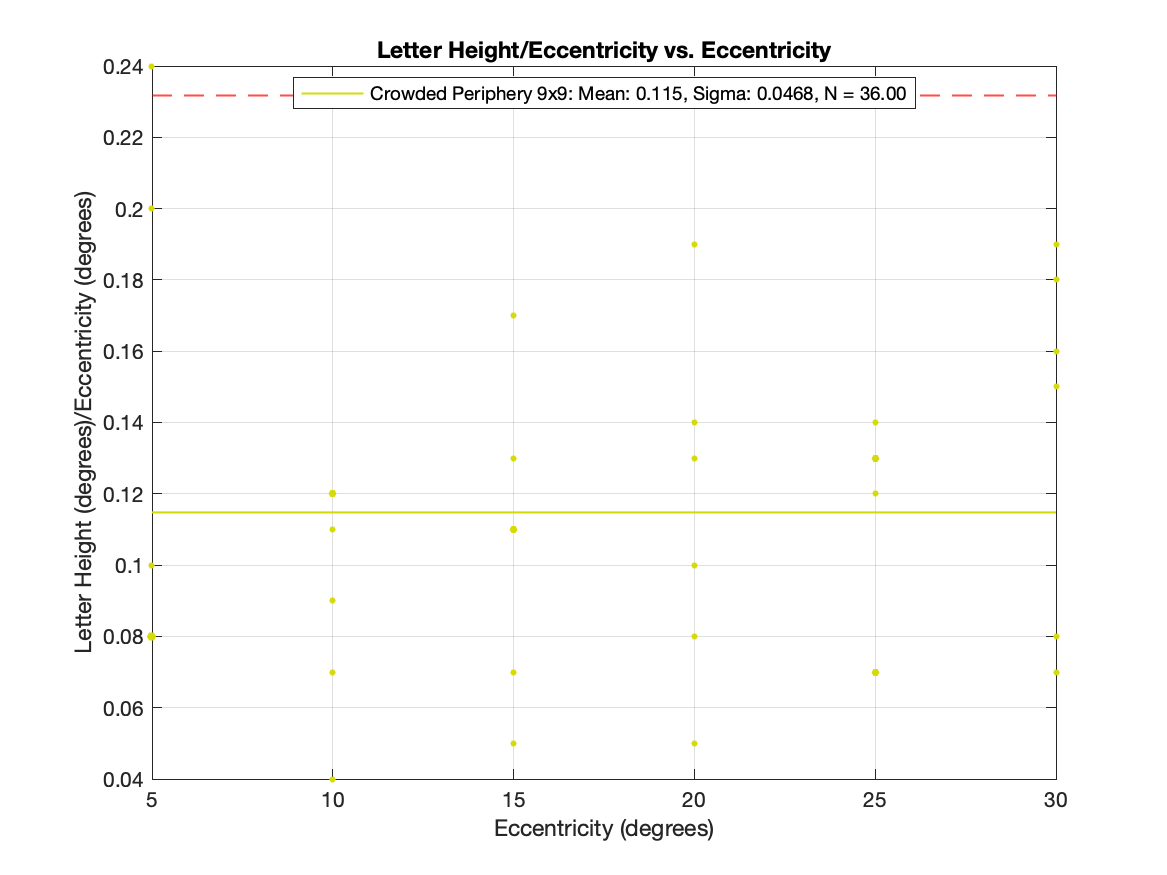 Letter Height/Eccentricity vs. Eccentricity
Crowded Periphery 9x9: Mean: 0.115, Sigma: 0.0468, N = 36.00
Letter Height (degrees)/Eccentricity (degrees)
0.24
0.22
0.2
0.18
0.16
0.14
0.12
0.1
0.08
0.06
0.04
5 10 15 20 25 30
Eccentricity (degrees)